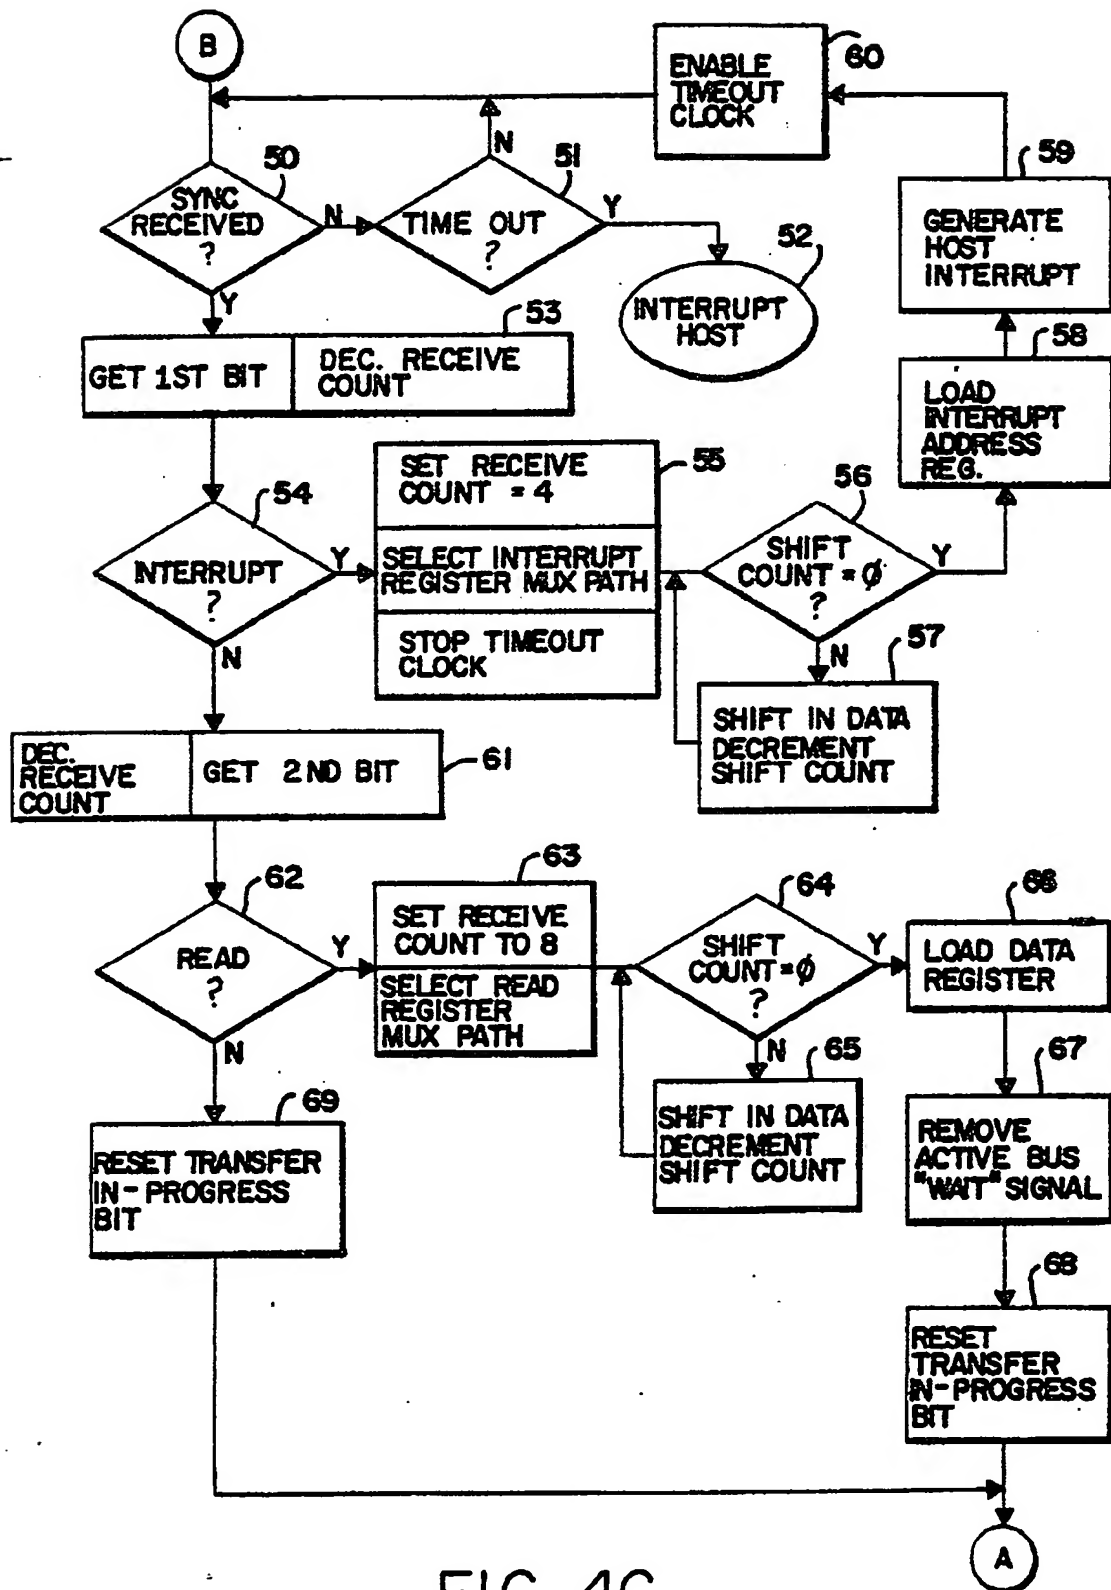 B
ENABLE
TIMEOUT
CLOCK
60
SYNC
RECEIVED
?
50
N
Y
TIME OUT
?
51
N
Y
INTERRUPT
HOST
52
GENERATE
HOST
INTERRUPT
59
GET 1ST BIT
DEC. RECEIVE
COUNT
53
LOAD
INTERRUPT
ADDRESS
REG.
58
INTERRUPT
?
54
Y
N
SET RECEIVE
COUNT = 4
SELECT INTERRUPT
REGISTER MUX PATH
STOP TIMEOUT
CLOCK
55
SHIFT
COUNT = Ø
?
56
Y
N
SHIFT IN DATA
DECREMENT
SHIFT COUNT
57
DEC.
RECEIVE
COUNT
GET 2ND BIT
61
READ
?
62
Y
N
SET RECEIVE
COUNT TO 8
SELECT READ
REGISTER
MUX PATH
63
SHIFT
COUNT=Ø
?
64
Y
N
SHIFT IN DATA
DECREMENT
SHIFT COUNT
65
LOAD DATA
REGISTER
66
REMOVE
ACTIVE BUS
"WAIT" SIGNAL
67
RESET TRANSFER
IN-PROGRESS
BIT
69
RESET
TRANSFER
IN-PROGRESS
BIT
68
A